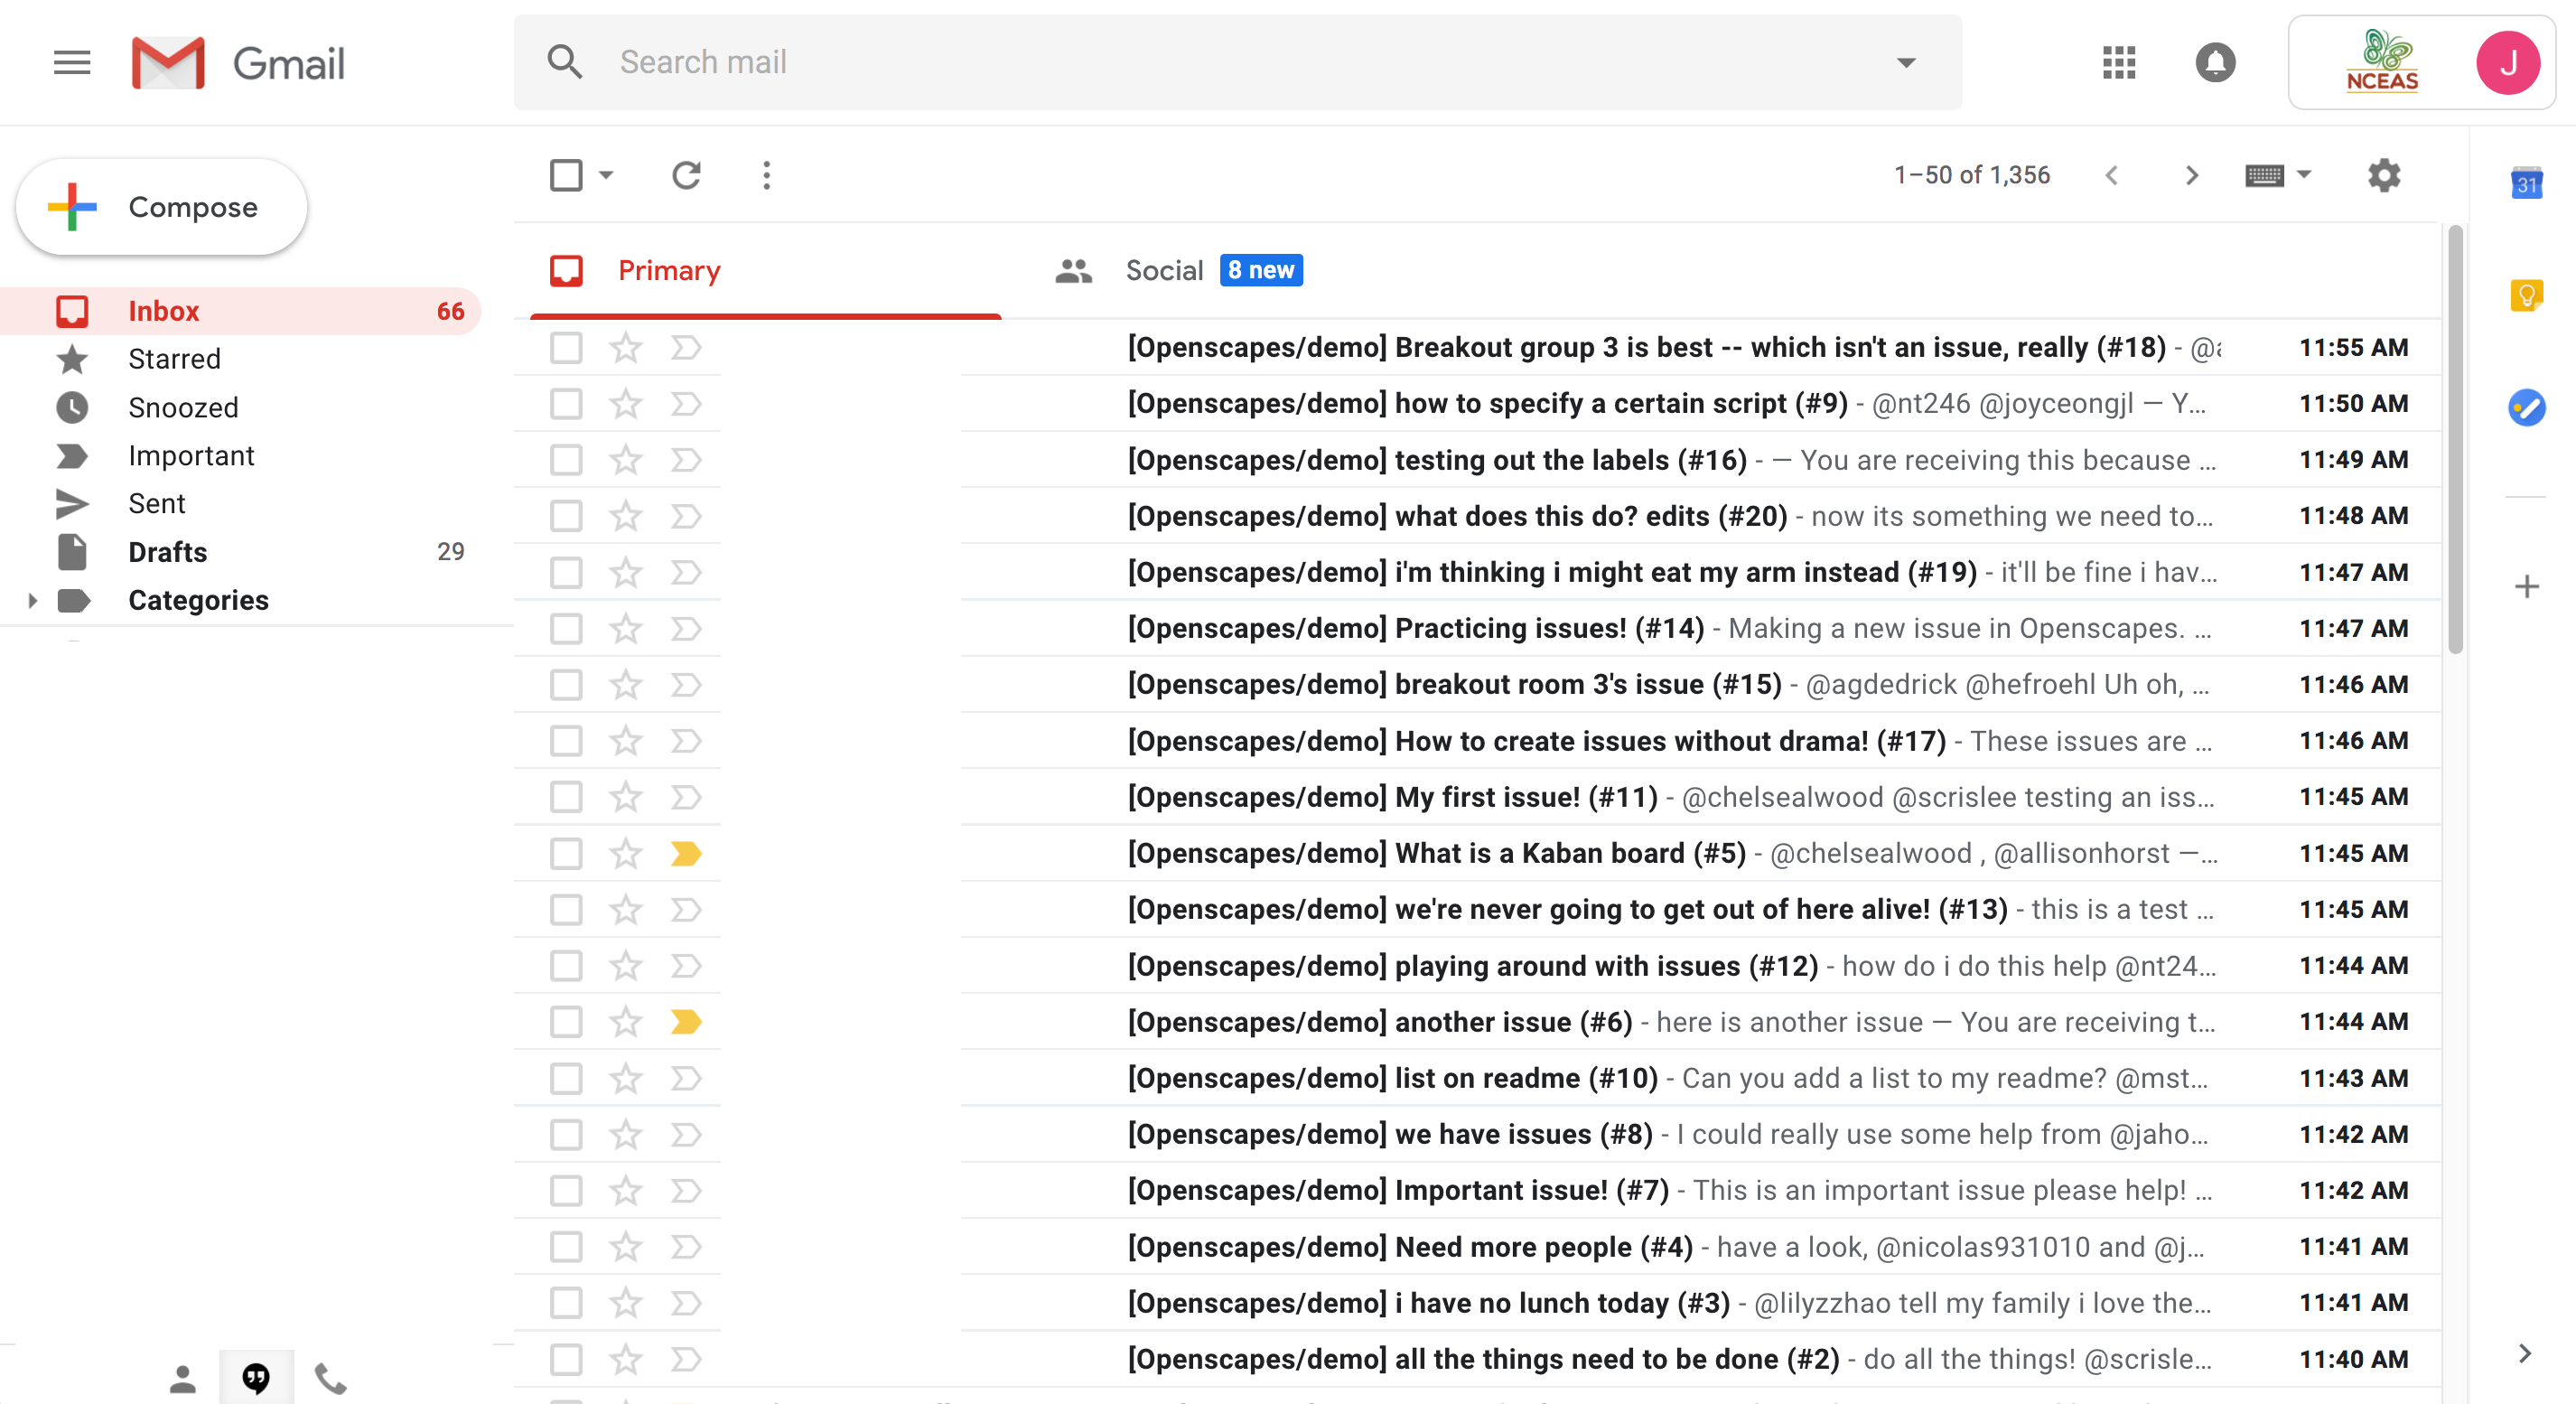 Gmail
Search mail
NCEAS
J
Compose
1–50 of 1,356
31
Primary
Social 8 new
Inbox 66
Starred
Snoozed
Important
Sent
Drafts 29
Categories
[Openscapes/demo] Breakout group 3 is best -- which isn't an issue, really (#18) - @a 11:55 AM
[Openscapes/demo] how to specify a certain script (#9) - @nt246 @joyceongjl — Y... 11:50 AM
[Openscapes/demo] testing out the labels (#16) - — You are receiving this because ... 11:49 AM
[Openscapes/demo] what does this do? edits (#20) - now its something we need to... 11:48 AM
[Openscapes/demo] i'm thinking i might eat my arm instead (#19) - it'll be fine i hav... 11:47 AM
[Openscapes/demo] Practicing issues! (#14) - Making a new issue in Openscapes. ... 11:47 AM
[Openscapes/demo] breakout room 3's issue (#15) - @agdedrick @hefroehl Uh oh, ... 11:46 AM
[Openscapes/demo] How to create issues without drama! (#17) - These issues are ... 11:46 AM
[Openscapes/demo] My first issue! (#11) - @chelsealwood @scrislee testing an iss... 11:45 AM
[Openscapes/demo] What is a Kaban board (#5) - @chelsealwood , @allisonhorst —... 11:45 AM
[Openscapes/demo] we're never going to get out of here alive! (#13) - this is a test ... 11:45 AM
[Openscapes/demo] playing around with issues (#12) - how do i do this help @nt24... 11:44 AM
[Openscapes/demo] another issue (#6) - here is another issue — You are receiving t... 11:44 AM
[Openscapes/demo] list on readme (#10) - Can you add a list to my readme? @mst... 11:43 AM
[Openscapes/demo] we have issues (#8) - I could really use some help from @jaho... 11:42 AM
[Openscapes/demo] Important issue! (#7) - This is an important issue please help! ... 11:42 AM
[Openscapes/demo] Need more people (#4) - have a look, @nicolas931010 and @j... 11:41 AM
[Openscapes/demo] i have no lunch today (#3) - @lilyzzhao tell my family i love the... 11:41 AM
[Openscapes/demo] all the things need to be done (#2) - do all the things! @scrisle... 11:40 AM